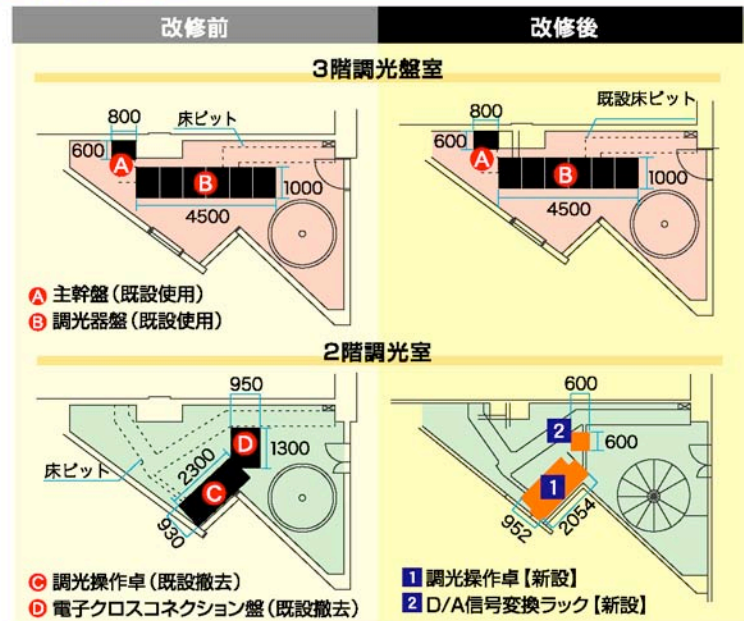 改修前
改修後
3階調光盤室
800
床ピット
600
A
B
1000
4500
A 主幹盤(既設使用)
B 調光器盤(既設使用)
既設床ピット
800
600
A
B
1000
4500
2階調光室
950
D
1300
2300
床ピット
C
930
C 調光操作卓(既設撤去)
D 電子クロスコネクション盤(既設撤去)
600
2
600
1
952
2054
1 調光操作卓【新設】
2 D/A信号変換ラック【新設】